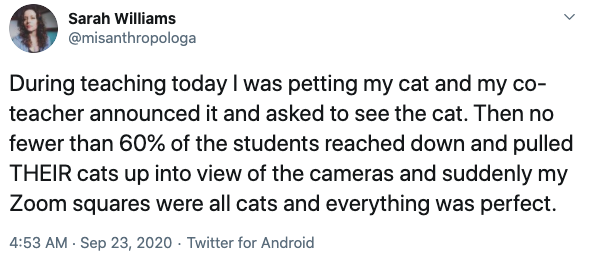 Sarah Williams
@misanthropologa
During teaching today I was petting my cat and my co-
teacher announced it and asked to see the cat. Then no
fewer than 60% of the students reached down and pulled
THEIR cats up into view of the cameras and suddenly my
Zoom squares were all cats and everything was perfect.
4:53 AM · Sep 23, 2020 · Twitter for Android